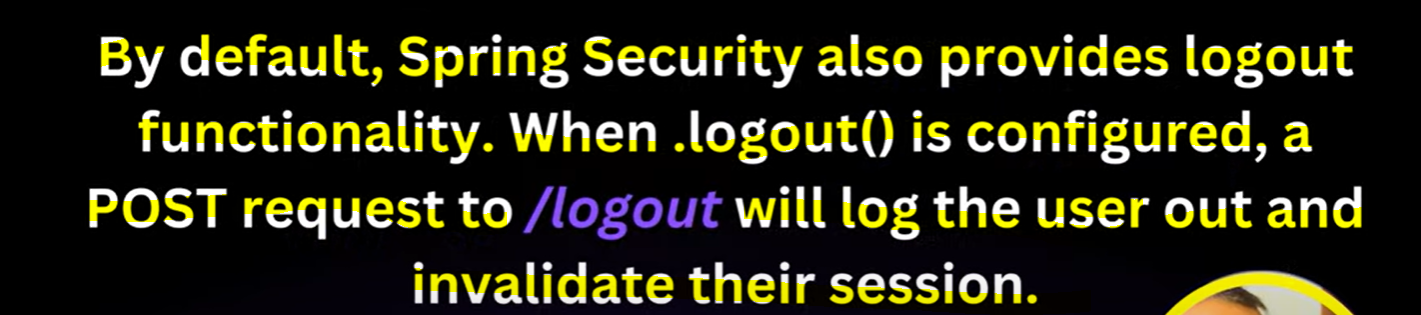 By default, Spring Security also provides logout
functionality. When .logout() is configured, a
POST request to /logout will log the user out and
invalidate their session.